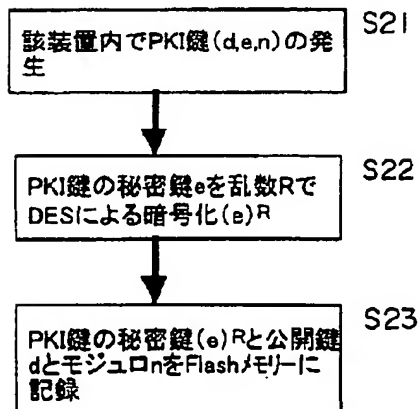 S21
該装置内でPKI鍵(d,e,n)の発
生
S22
PKI鍵の秘密鍵eを乱数Rで
DESによる暗号化(e)R
S23
PKI鍵の秘密鍵(e)Rと公開鍵
dとモジュロnをFlashメモリーに
記録